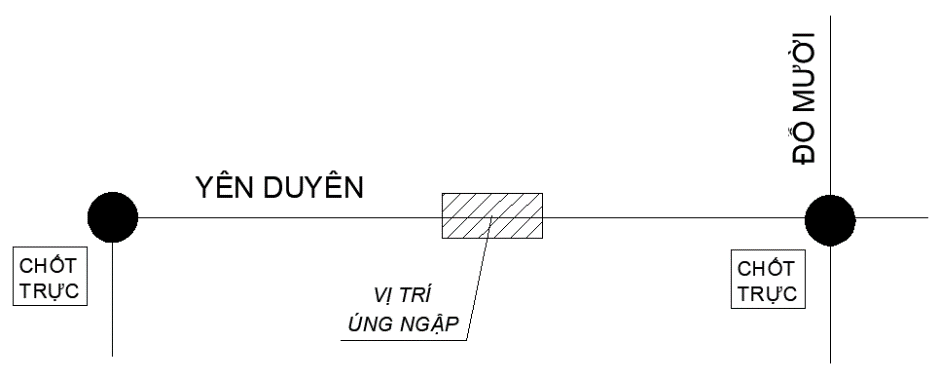 ĐỖ MƯỜI
YÊN DUYÊN
CHỐT
TRỰC
VỊ TRÍ
ÚNG NGẬP
CHỐT
TRỰC